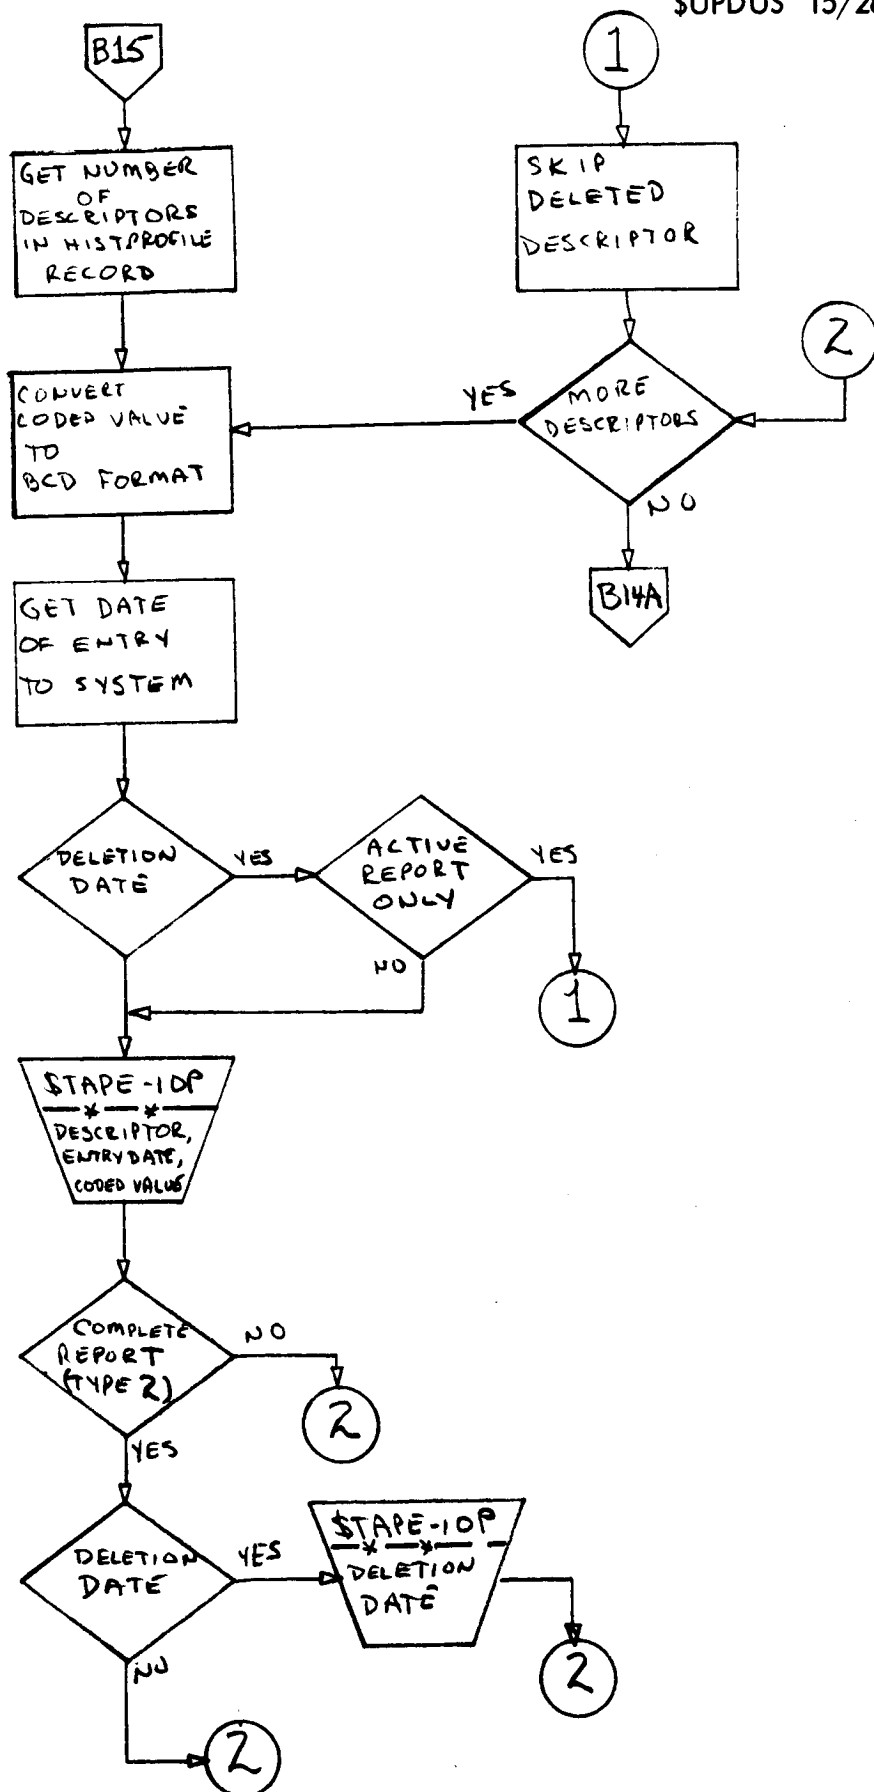 $UPDUS 15/28
B15
GET NUMBER
OF
DESCRIPTORS
IN HISTPROFILE
RECORD
CONVERT
CODED VALUE
TO
BCD FORMAT
GET DATE
OF ENTRY
TO SYSTEM
DELETION
DATE
YES
ACTIVE
REPORT
ONLY
YES
1
NO
$TAPE-IOP
DESCRIPTOR,
ENTRY DATE,
CODED VALUE
COMPLETE
REPORT
(TYPE 2)
NO
2
YES
DELETION
DATE
YES
$TAPE-IOP
DELETION
DATE
2
NO
2
1
SKIP
DELETED
DESCRIPTOR
2
MORE
DESCRIPTORS
YES
NO
B14A